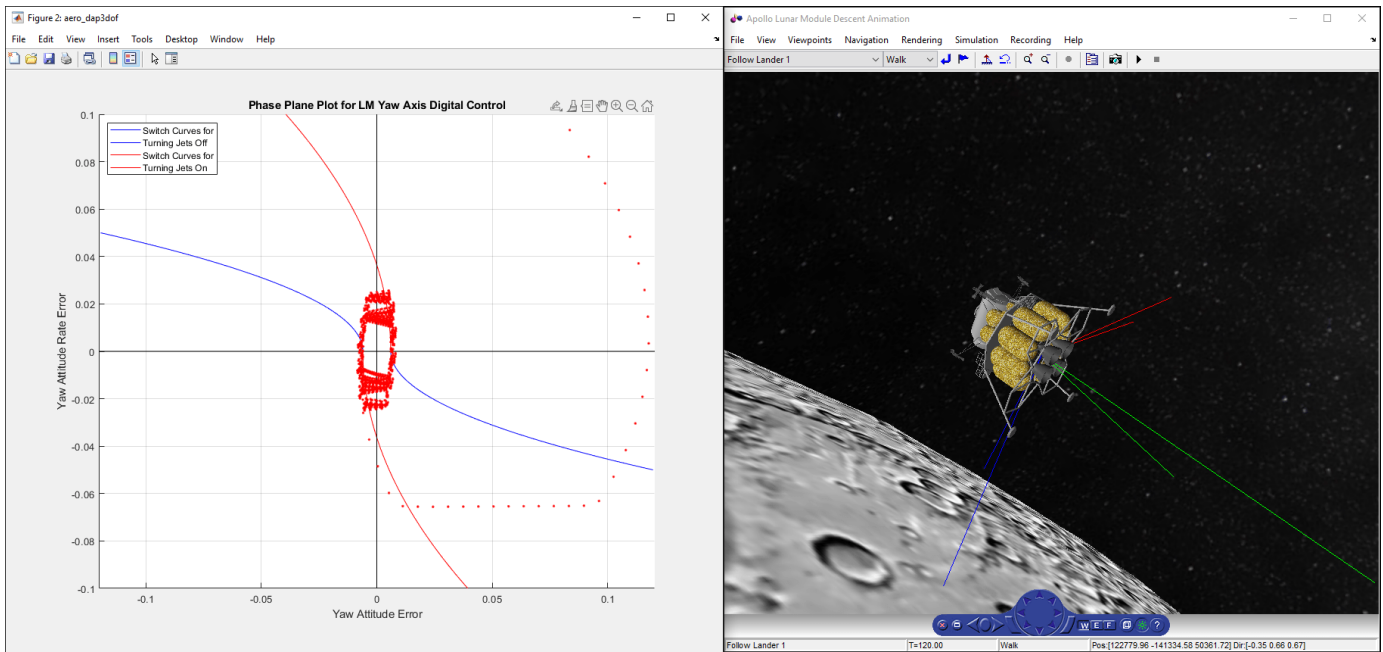 Figure 2: aero_dap3dof
File Edit View Insert Tools Desktop Window Help
Phase Plane Plot for LM Yaw Axis Digital Control
Switch Curves for
Turning Jets Off
Switch Curves for
Turning Jets On
0.1
0.08
0.06
0.04
0.02
0
-0.02
-0.04
-0.06
-0.08
-0.1
Yaw Attitude Rate Error
-0.1 -0.05 0 0.05 0.1
Yaw Attitude Error
Apollo Lunar Module Descent Animation
File View Viewpoints Navigation Rendering Simulation Recording Help
Follow Lander 1 Walk
W E F ?
Follow Lander 1 T=120.00 Walk Pos:[122779.96 -141334.58 50361.72] Dir:[-0.35 0.66 0.67]